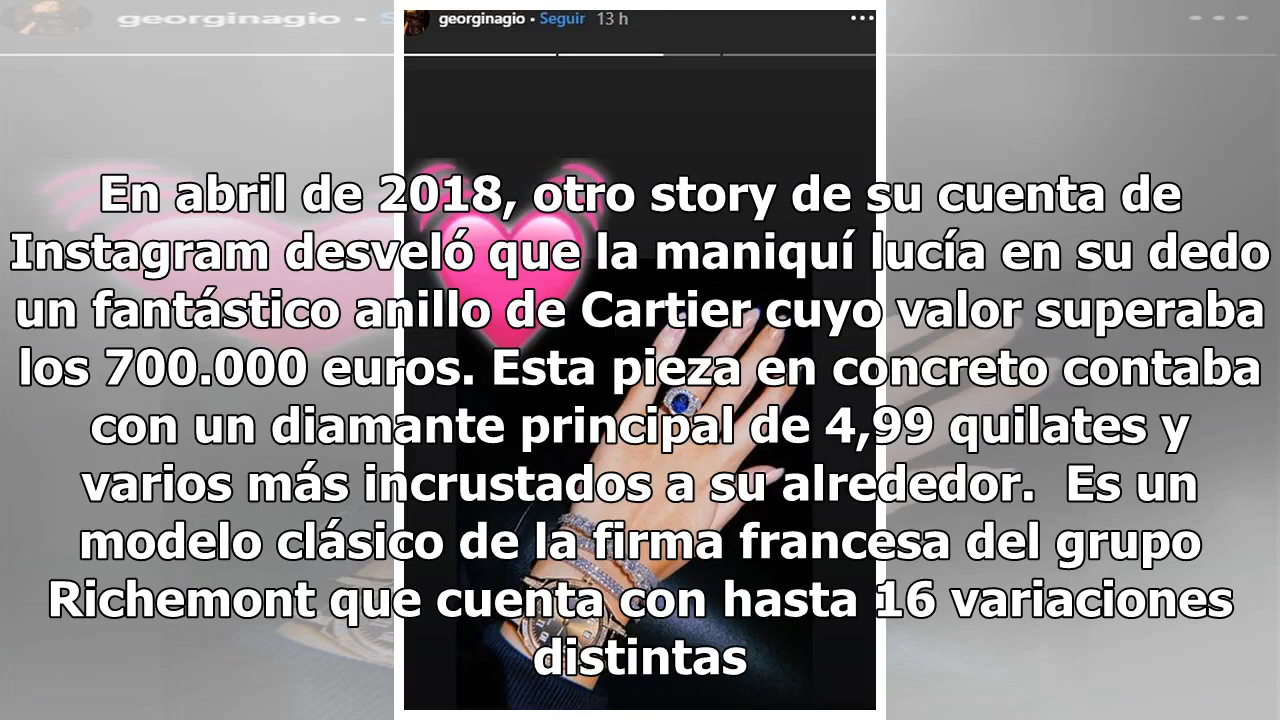 georginagio • S
georginagio • Seguir 13 h
En abril de 2018, otro story de su cuenta de
Instagram desveló que la maniquí lucía en su dedo
un fantástico anillo de Cartier cuyo valor superaba
los 700.000 euros. Esta pieza en concreto contaba
con un diamante principal de 4,99 quilates y
varios más incrustados a su alrededor.  Es un
modelo clásico de la firma francesa del grupo
Richemont que cuenta con hasta 16 variaciones
distintas